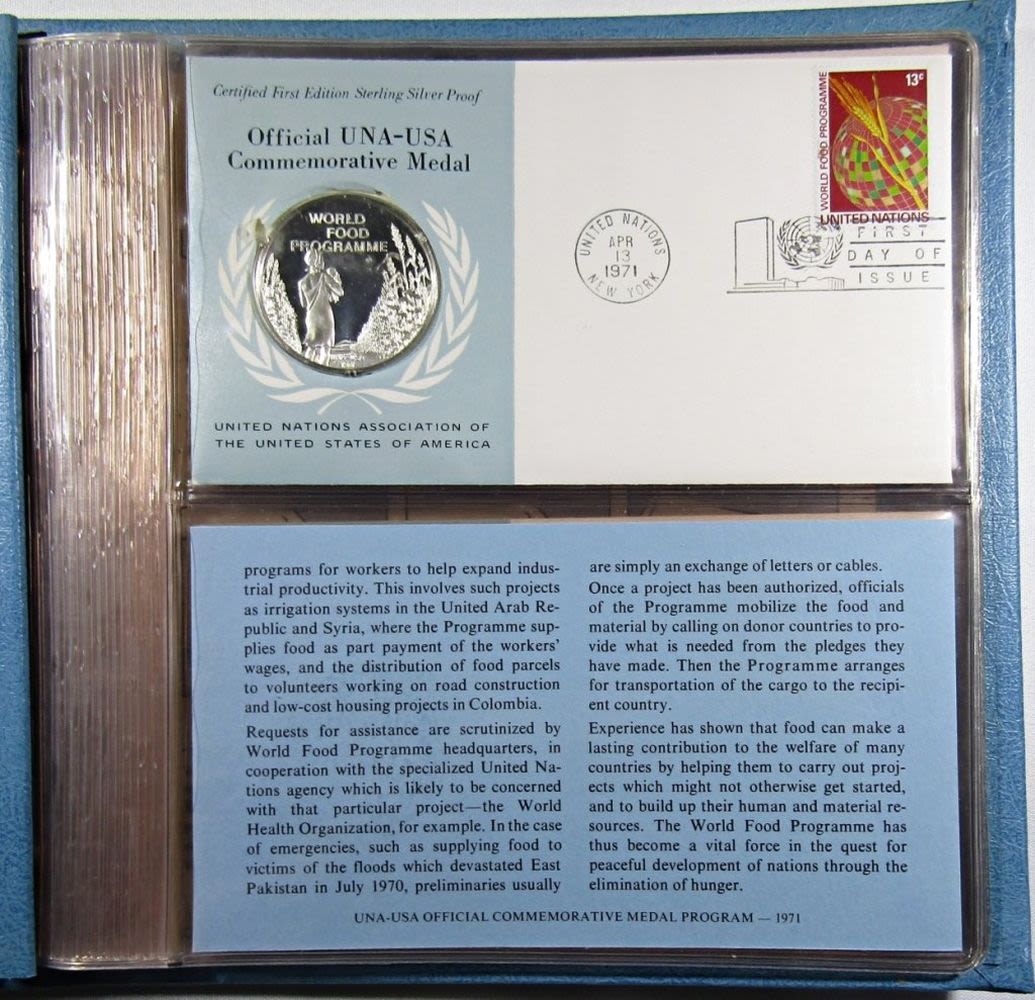 Certified First Edition Sterling Silver Proof
Official UNA-USA
Commemorative Medal
WORLD
FOOD
PROGRAMME
UNITED NATIONS ASSOCIATION OF
THE UNITED STATES OF AMERICA
UNITED NATIONS
APR
13
1971
NEW YORK
13c
WORLD FOOD PROGRAMME
UNITED NATIONS
FIRST
DAY OF
ISSUE
programs for workers to help expand indus-
trial productivity. This involves such projects
as irrigation systems in the United Arab Re-
public and Syria, where the Programme sup-
plies food as part payment of the workers'
wages, and the distribution of food parcels
to volunteers working on road construction
and low-cost housing projects in Colombia.
Requests for assistance are scrutinized by
World Food Programme headquarters, in
cooperation with the specialized United Na-
tions agency which is likely to be concerned
with that particular project—the World
Health Organization, for example. In the case
of emergencies, such as supplying food to
victims of the floods which devastated East
Pakistan in July 1970, preliminaries usually
are simply an exchange of letters or cables.
Once a project has been authorized, officials
of the Programme mobilize the food and
material by calling on donor countries to pro-
vide what is needed from the pledges they
have made. Then the Programme arranges
for transportation of the cargo to the recipi-
ent country.
Experience has shown that food can make a
lasting contribution to the welfare of many
countries by helping them to carry out proj-
ects which might not otherwise get started,
and to build up their human and material re-
sources. The World Food Programme has
thus become a vital force in the quest for
peaceful development of nations through the
elimination of hunger.
UNA-USA OFFICIAL COMMEMORATIVE MEDAL PROGRAM — 1971